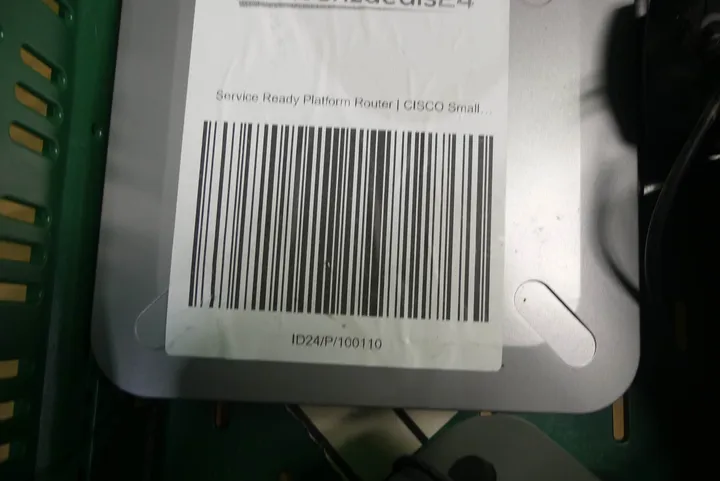 Service Ready Platform Router | CISCO Small...
ID24/P/100110